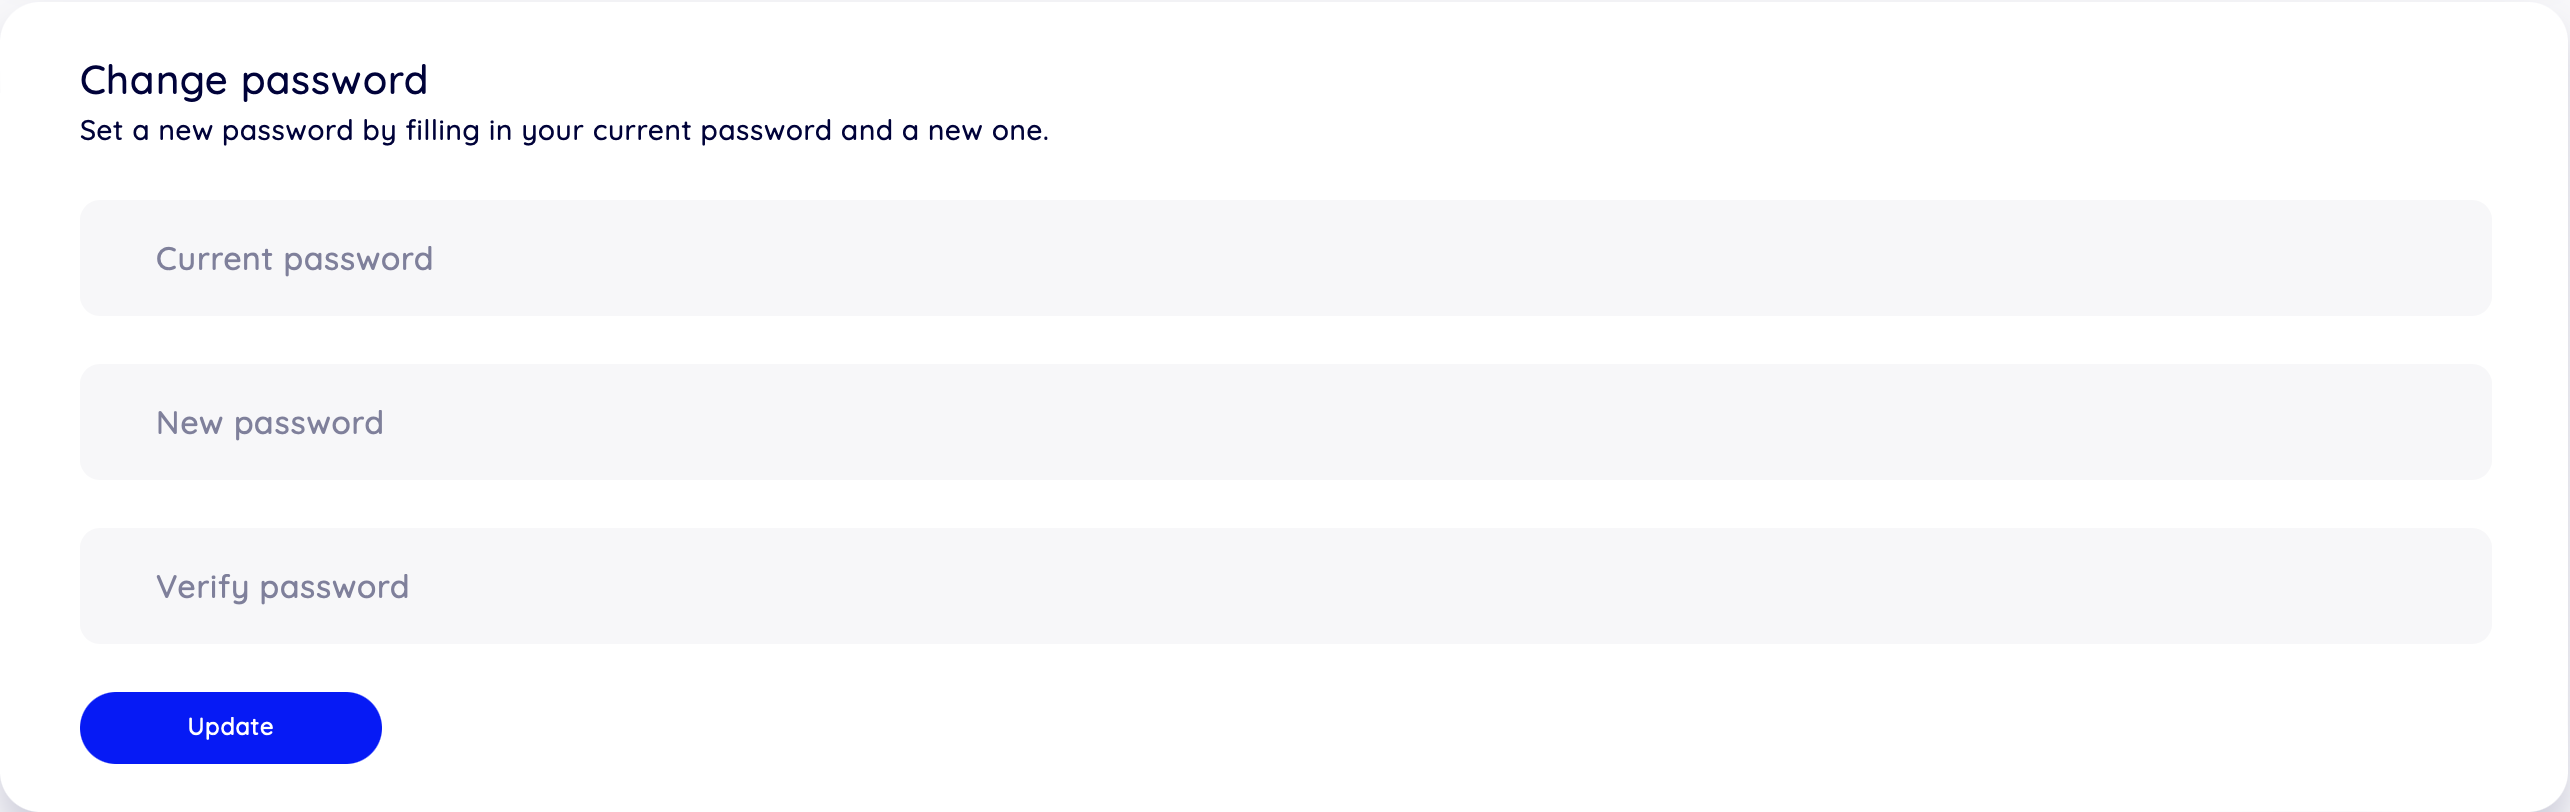 Change password
Set a new password by filling in your current password and a new one.
Current password
New password
Verify password
Update